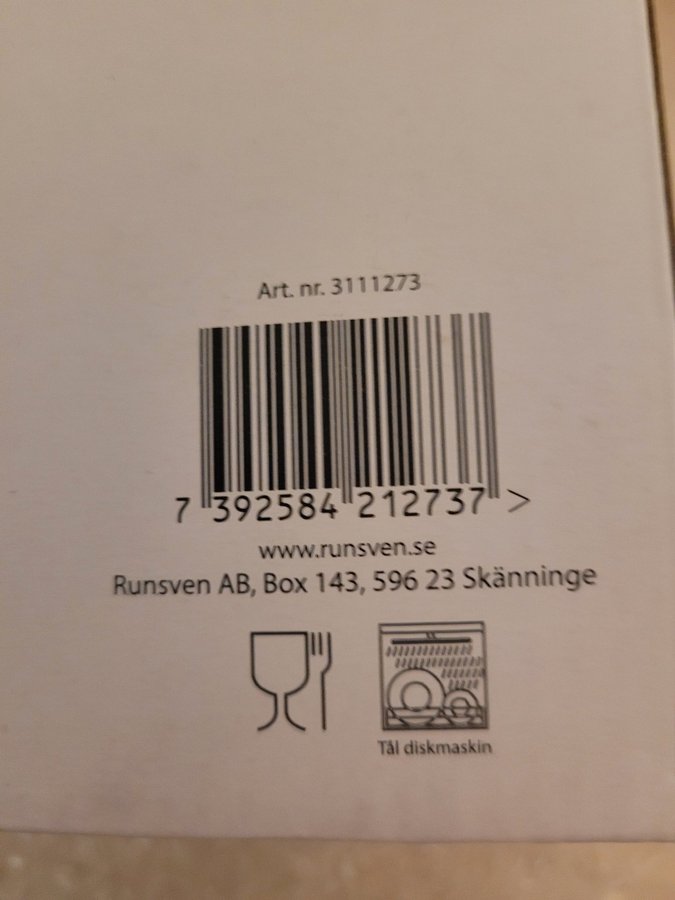 Art. nr. 3111273
7 392584 212737 >
www.runsven.se
Runsven AB, Box 143, 596 23 Skänninge
Tål diskmaskin